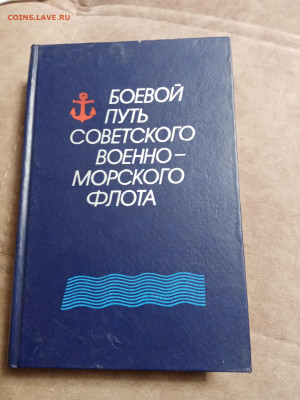 COINS.LAVE.RU
БОЕВОЙ
ПУТЬ
СОВЕТСКОГО
ВОЕННО-
МОРСКОГО
ФЛОТА